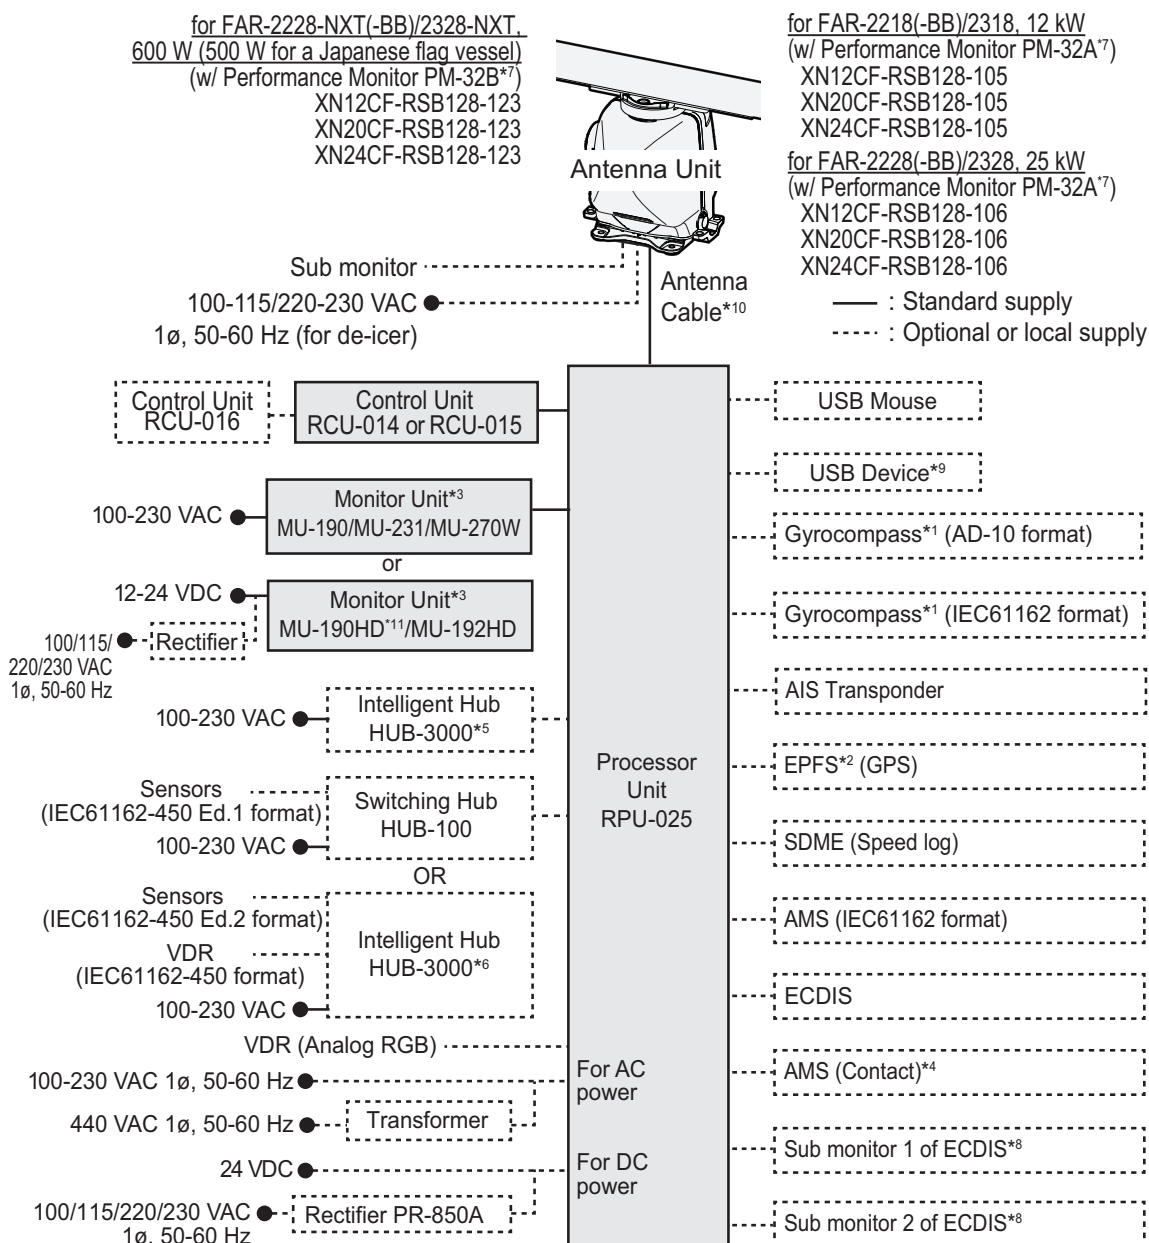 for FAR-2228-NXT(-BB)/2328-NXT,
600 W (500 W for a Japanese flag vessel)
(w/ Performance Monitor PM-32B*7)
XN12CF-RSB128-123
XN20CF-RSB128-123
XN24CF-RSB128-123
Antenna Unit
for FAR-2218(-BB)/2318, 12 kW
(w/ Performance Monitor PM-32A*7)
XN12CF-RSB128-105
XN20CF-RSB128-105
XN24CF-RSB128-105
for FAR-2228(-BB)/2328, 25 kW
(w/ Performance Monitor PM-32A*7)
XN12CF-RSB128-106
XN20CF-RSB128-106
XN24CF-RSB128-106
: Standard supply
: Optional or local supply
Sub monitor
100-115/220-230 VAC
1ø, 50-60 Hz (for de-icer)
Antenna
Cable*10
Control Unit
RCU-016
Control Unit
RCU-014 or RCU-015
100-230 VAC
Monitor Unit*3
MU-190/MU-231/MU-270W
or
12-24 VDC
Monitor Unit*3
MU-190HD*11/MU-192HD
100/115/
220/230 VAC
1ø, 50-60 Hz
Rectifier
100-230 VAC
Intelligent Hub
HUB-3000*5
Sensors
(IEC61162-450 Ed.1 format)
100-230 VAC
Switching Hub
HUB-100
OR
Sensors
(IEC61162-450 Ed.2 format)
VDR
(IEC61162-450 format)
100-230 VAC
Intelligent Hub
HUB-3000*6
VDR (Analog RGB)
100-230 VAC 1ø, 50-60 Hz
440 VAC 1ø, 50-60 Hz
Transformer
For AC
power
24 VDC
100/115/220/230 VAC
1ø, 50-60 Hz
Rectifier PR-850A
For DC
power
Processor
Unit
RPU-025
USB Mouse
USB Device*9
Gyrocompass*1 (AD-10 format)
Gyrocompass*1 (IEC61162 format)
AIS Transponder
EPFS*2 (GPS)
SDME (Speed log)
AMS (IEC61162 format)
ECDIS
AMS (Contact)*4
Sub monitor 1 of ECDIS*8
Sub monitor 2 of ECDIS*8